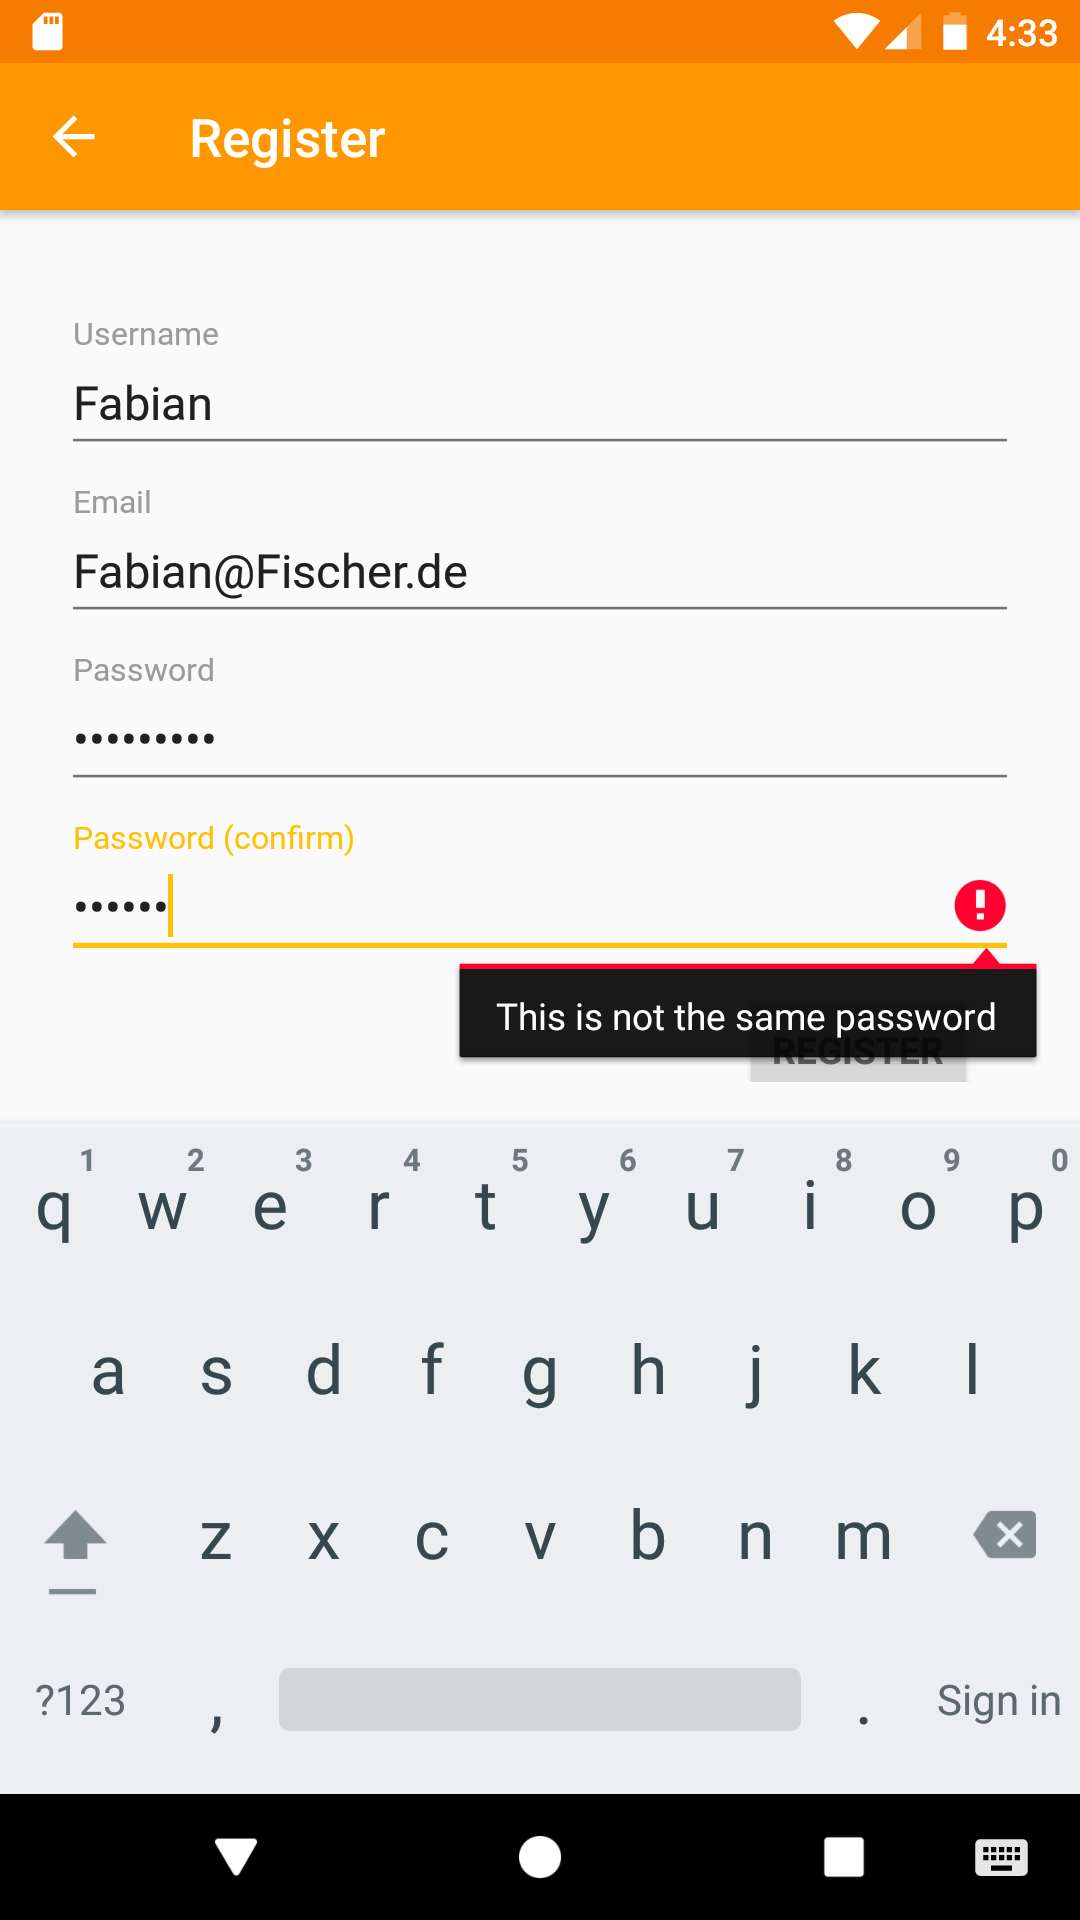 4:33
Register
Username
Fabian
Email
Fabian@Fischer.de
Password
•••••••••
Password (confirm)
••••••
This is not the same password
REGISTER
1 2 3 4 5 6 7 8 9 0
q w e r t y u i o p
a s d f g h j k l
z x c v b n m
?123 , . Sign in